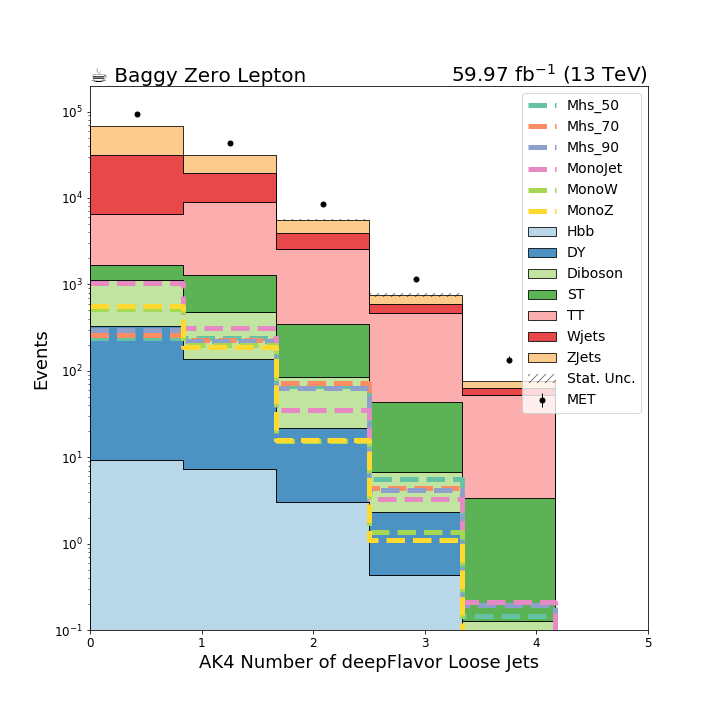 ☕ Baggy Zero Lepton
59.97 fb⁻¹ (13 TeV)
Mhs_50
Mhs_70
Mhs_90
MonoJet
MonoW
MonoZ
Hbb
DY
Diboson
ST
TT
Wjets
ZJets
Stat. Unc.
MET
Events
10⁵
10⁴
10³
10²
10¹
10⁰
10⁻¹
0 1 2 3 4 5
AK4 Number of deepFlavor Loose Jets